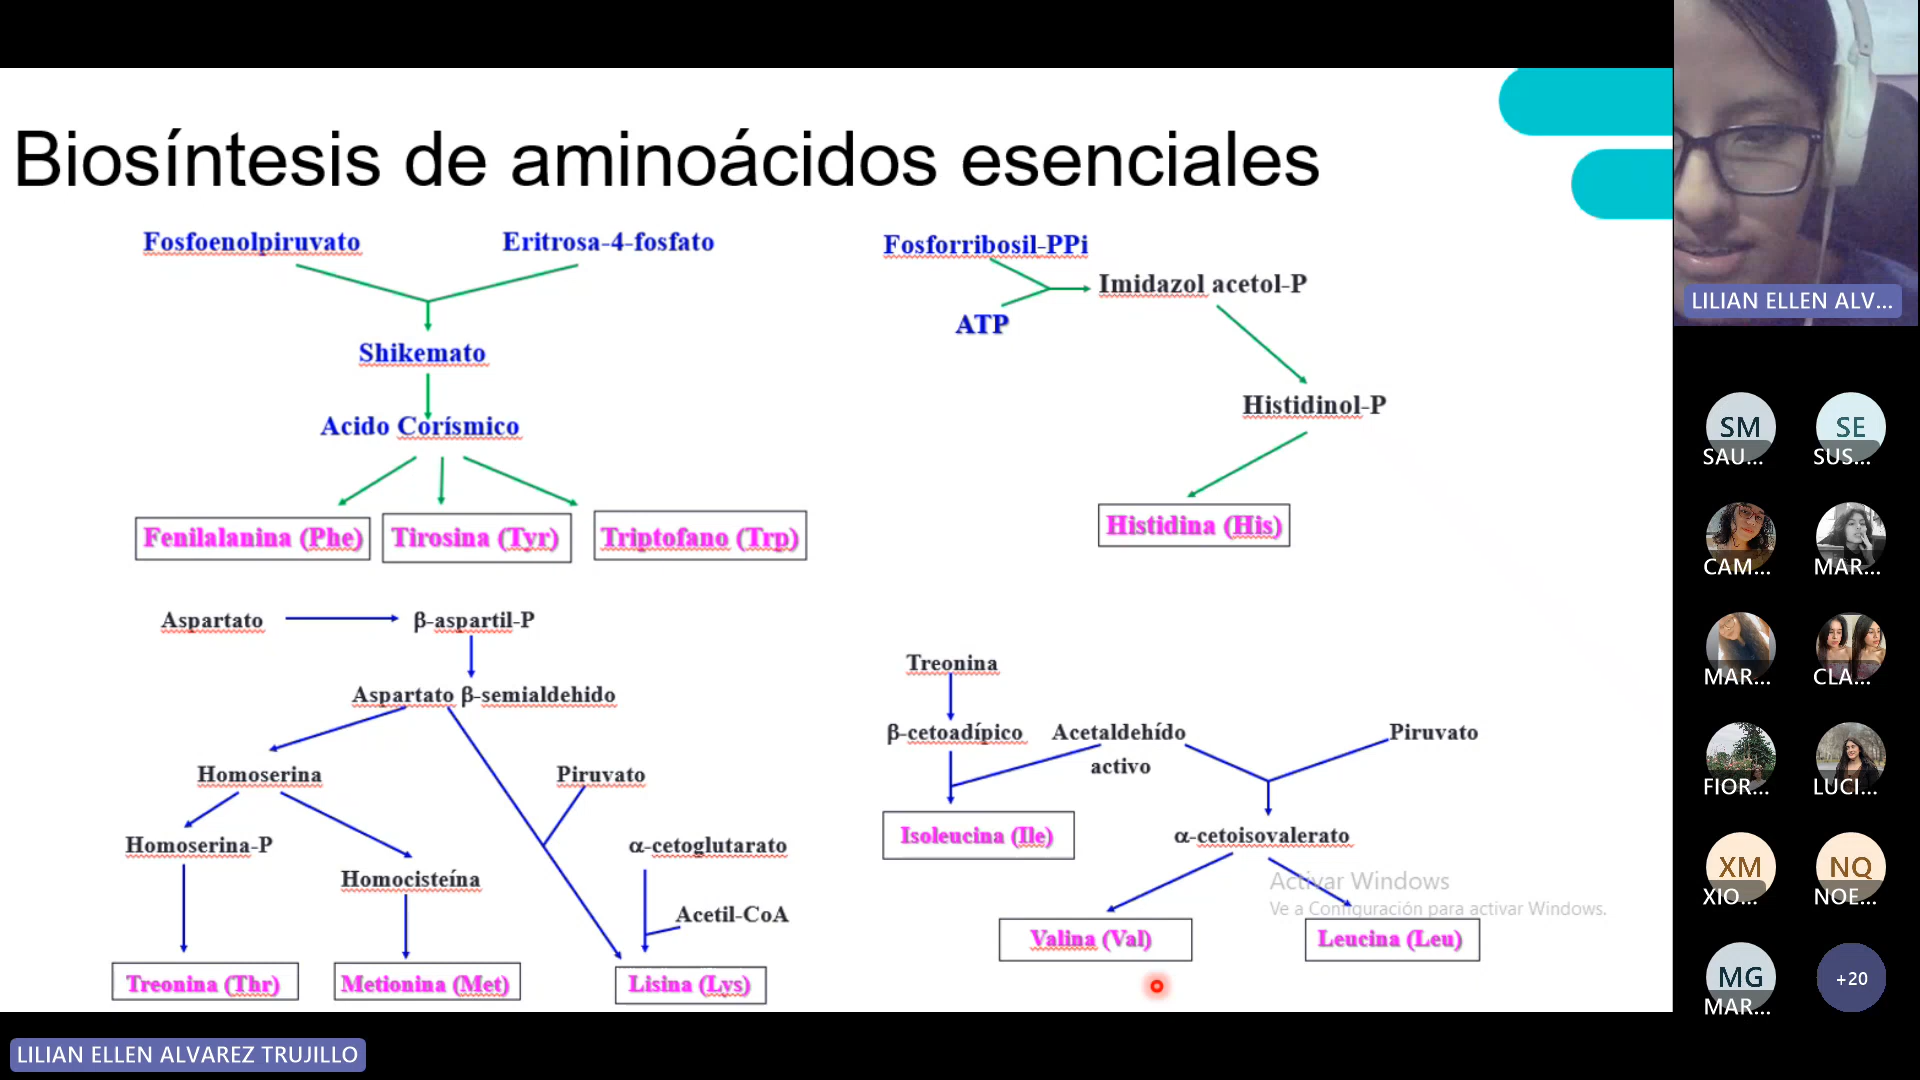 Biosíntesis de aminoácidos esenciales
Fosfoenolpiruvato
Eritrosa-4-fosfato
Shikemato
Acido Corísmico
Fenilalanina (Phe)
Tirosina (Tyr)
Triptofano (Trp)
Fosforribosil-PPi
Imidazol acetol-P
ATP
Histidinol-P
Histidina (His)
Aspartato
β-aspartil-P
Aspartato β-semialdehido
Homoserina
Piruvato
Homoserina-P
α-cetoglutarato
Homocisteína
Acetil-CoA
Treonina (Thr)
Metionina (Met)
Lisina (Lys)
Treonina
β-cetoadípico
Acetaldehído
activo
Piruvato
Isoleucina (Ile)
α-cetoisovalerato
Activar Windows
Ve a Configuración para activar Windows.
Valina (Val)
Leucina (Leu)
LILIAN ELLEN ALV...
SM
SAU...
SE
SUS...
CAM...
MAR...
MAR...
CLA...
FIOR...
LUCI...
XM
XIO...
NQ
NOE...
MG
MAR...
+20
LILIAN ELLEN ALVAREZ TRUJILLO